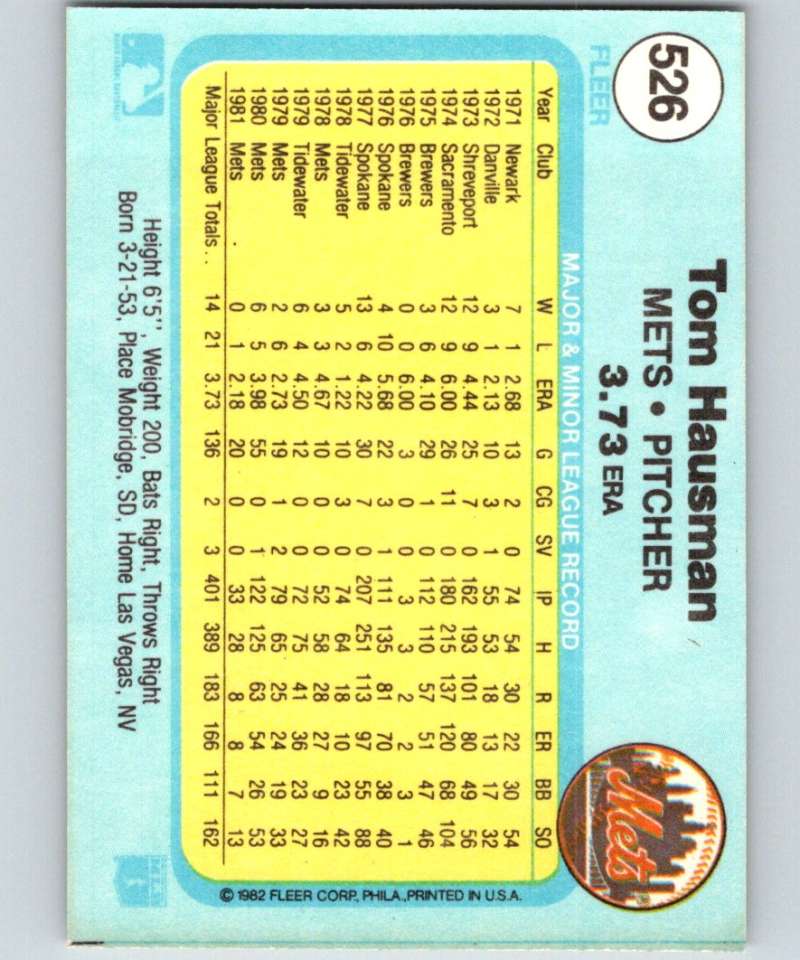 526
FLEER
Tom Hausman
METS • PITCHER
3.73 ERA
Mets
MAJOR & MINOR LEAGUE RECORD
Year Club W L ERA G CG SV IP H R ER BB SO
1971 Newark 7 1 2.68 13 2 0 74 54 30 22 30 54
1972 Danville 3 1 2.13 10 3 1 55 53 18 13 17 32
1973 Shreveport 12 9 4.44 25 7 0 162 193 101 80 49 56
1974 Sacramento 12 9 6.00 26 11 0 180 215 137 120 68 104
1975 Brewers 3 6 4.10 29 1 0 112 110 57 51 47 46
1976 Brewers 0 0 6.00 3 0 0 3 3 2 2 3 1
1976 Spokane 4 10 5.68 22 3 1 111 135 81 70 38 40
1977 Spokane 13 6 4.22 30 7 0 207 251 113 97 55 88
1978 Tidewater 5 2 1.22 10 3 0 74 64 18 10 23 42
1978 Mets 3 3 4.67 10 0 0 52 58 28 27 9 16
1979 Tidewater 6 4 4.50 12 0 0 72 75 41 36 23 27
1979 Mets 2 6 2.73 19 1 2 79 65 25 24 19 33
1980 Mets 6 5 3.98 55 0 1 122 125 63 54 26 53
1981 Mets 0 1 2.18 20 0 0 33 28 8 8 7 13
Major League Totals . . 14 21 3.73 136 2 3 401 389 183 166 111 162
© 1982 FLEER CORP., PHILA., PRINTED IN U.S.A.
Height 6'5'', Weight 200, Bats Right, Throws Right
Born 3-21-53, Place Mobridge, SD, Home Las Vegas, NV